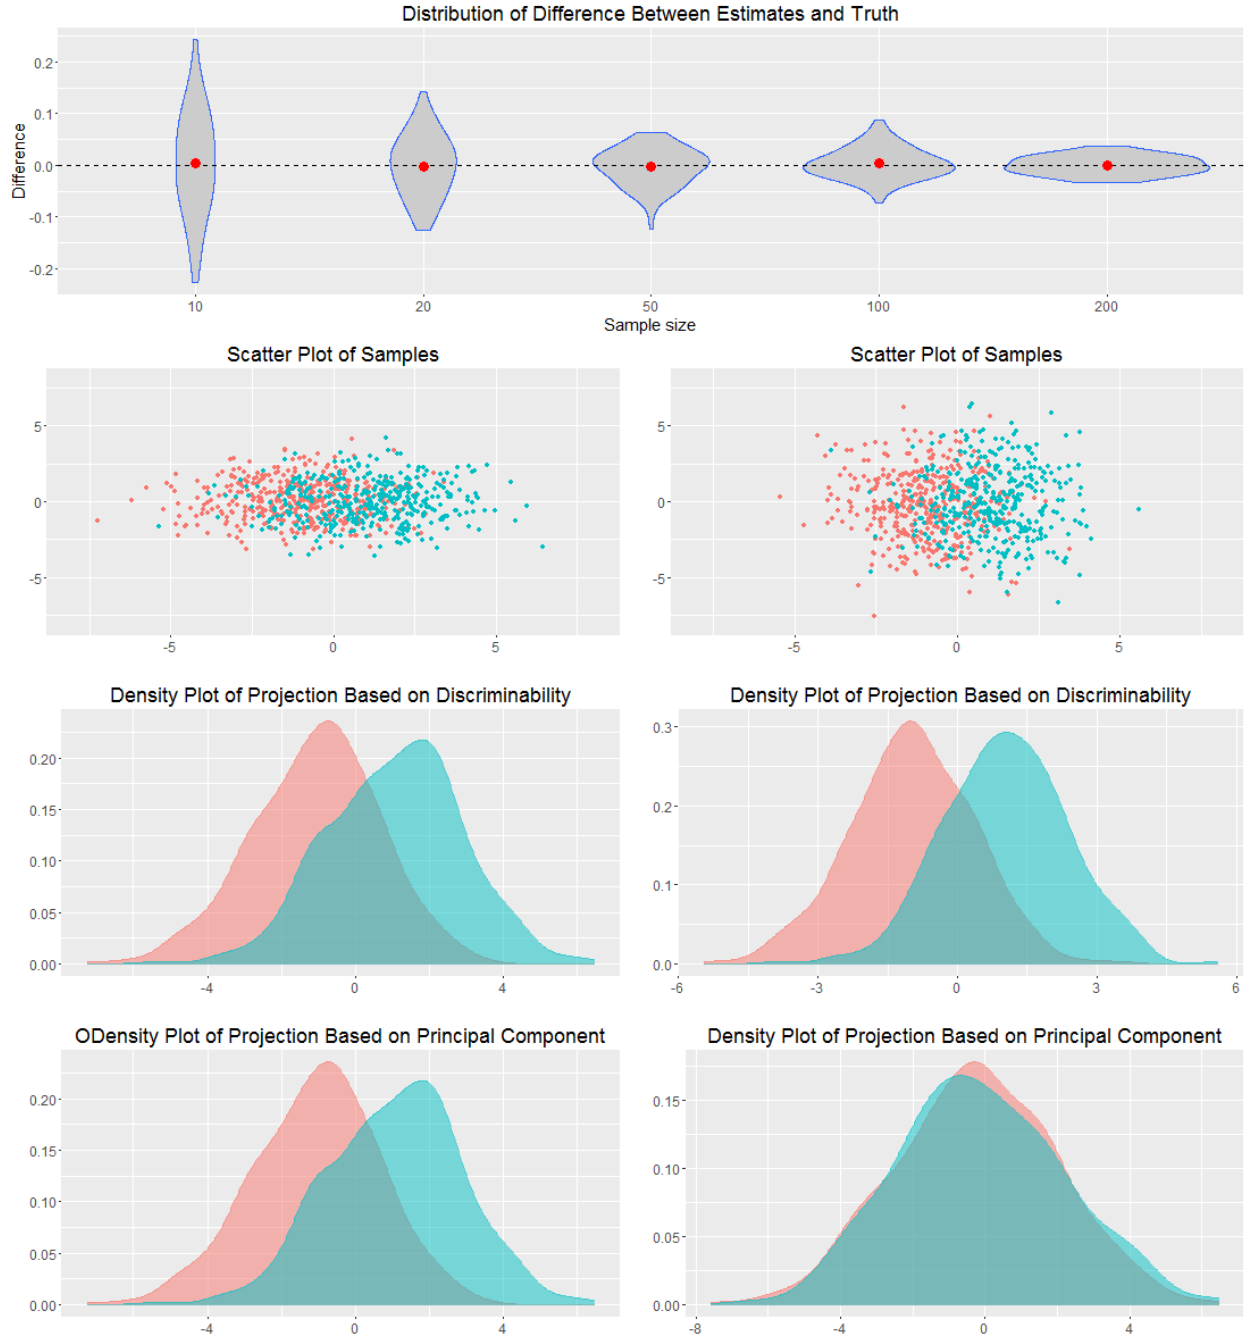 Distribution of Difference Between Estimates and Truth
Difference
0.2
0.1
0.0
-0.1
-0.2
10 20 50 100 200
Sample size
Scatter Plot of Samples
5
0
-5
-5 0 5
Scatter Plot of Samples
5
0
-5
-5 0 5
Density Plot of Projection Based on Discriminability
0.20
0.15
0.10
0.05
0.00
-4 0 4
Density Plot of Projection Based on Discriminability
0.3
0.2
0.1
0.0
-6 -3 0 3 6
ODensity Plot of Projection Based on Principal Component
0.20
0.15
0.10
0.05
0.00
-4 0 4
Density Plot of Projection Based on Principal Component
0.15
0.10
0.05
0.00
-8 -4 0 4